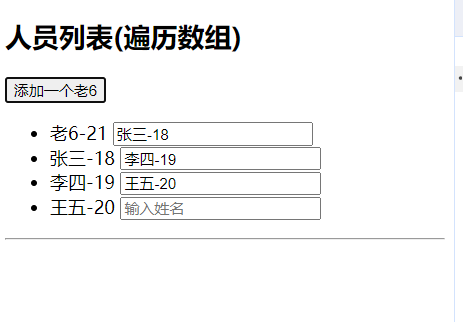 人员列表(遍历数组)
添加一个老6
老6-21 张三-18
张三-18 李四-19
李四-19 王五-20
王五-20 输入姓名